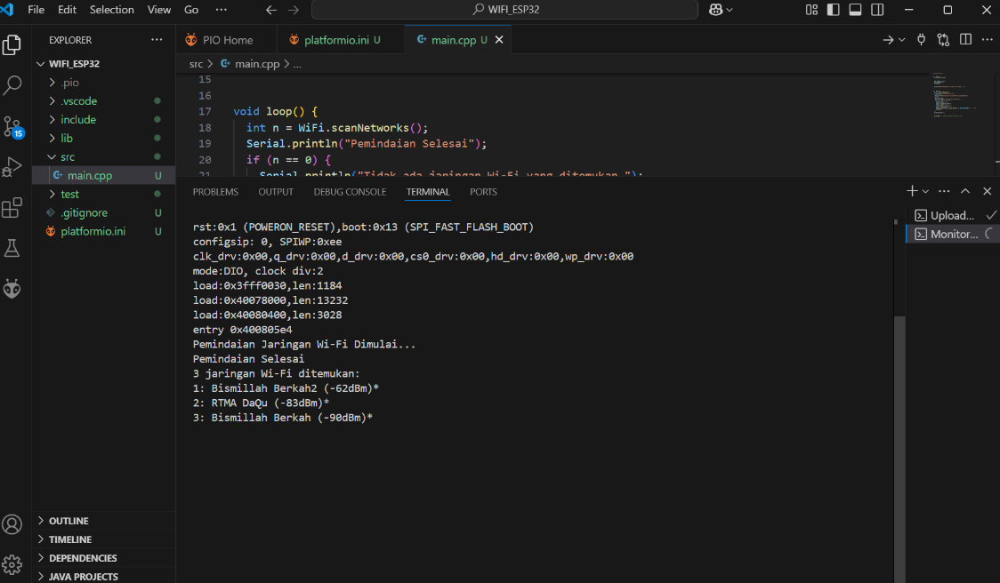 File Edit Selection View Go ... WIFI_ESP32
EXPLORER ...
WIFI_ESP32
.pio
.vscode
include
lib
src
main.cpp U
test
.gitignore U
platformio.ini U
OUTLINE
TIMELINE
DEPENDENCIES
JAVA PROJECTS
15
PIO Home platformio.ini U main.cpp U
src > main.cpp > ...
15
16
17 void loop() {
18 int n = WiFi.scanNetworks();
19 Serial.println("Pemindaian Selesai");
20 if (n == 0) {
21 Serial.println("Tidak ada jaringan Wi-Fi yang ditemukan.");
PROBLEMS OUTPUT DEBUG CONSOLE TERMINAL PORTS
rst:0x1 (POWERON_RESET),boot:0x13 (SPI_FAST_FLASH_BOOT)
configsip: 0, SPIWP:0xee
clk_drv:0x00,q_drv:0x00,d_drv:0x00,cs0_drv:0x00,hd_drv:0x00,wp_drv:0x00
mode:DIO, clock div:2
load:0x3fff0030,len:1184
load:0x40078000,len:13232
load:0x40080400,len:3028
entry 0x400805e4
Pemindaian Jaringan Wi-Fi Dimulai...
Pemindaian Selesai
3 jaringan Wi-Fi ditemukan:
1: Bismillah Berkah2 (-62dBm)*
2: RTMA DaQu (-83dBm)*
3: Bismillah Berkah (-90dBm)*
Upload...
Monitor...